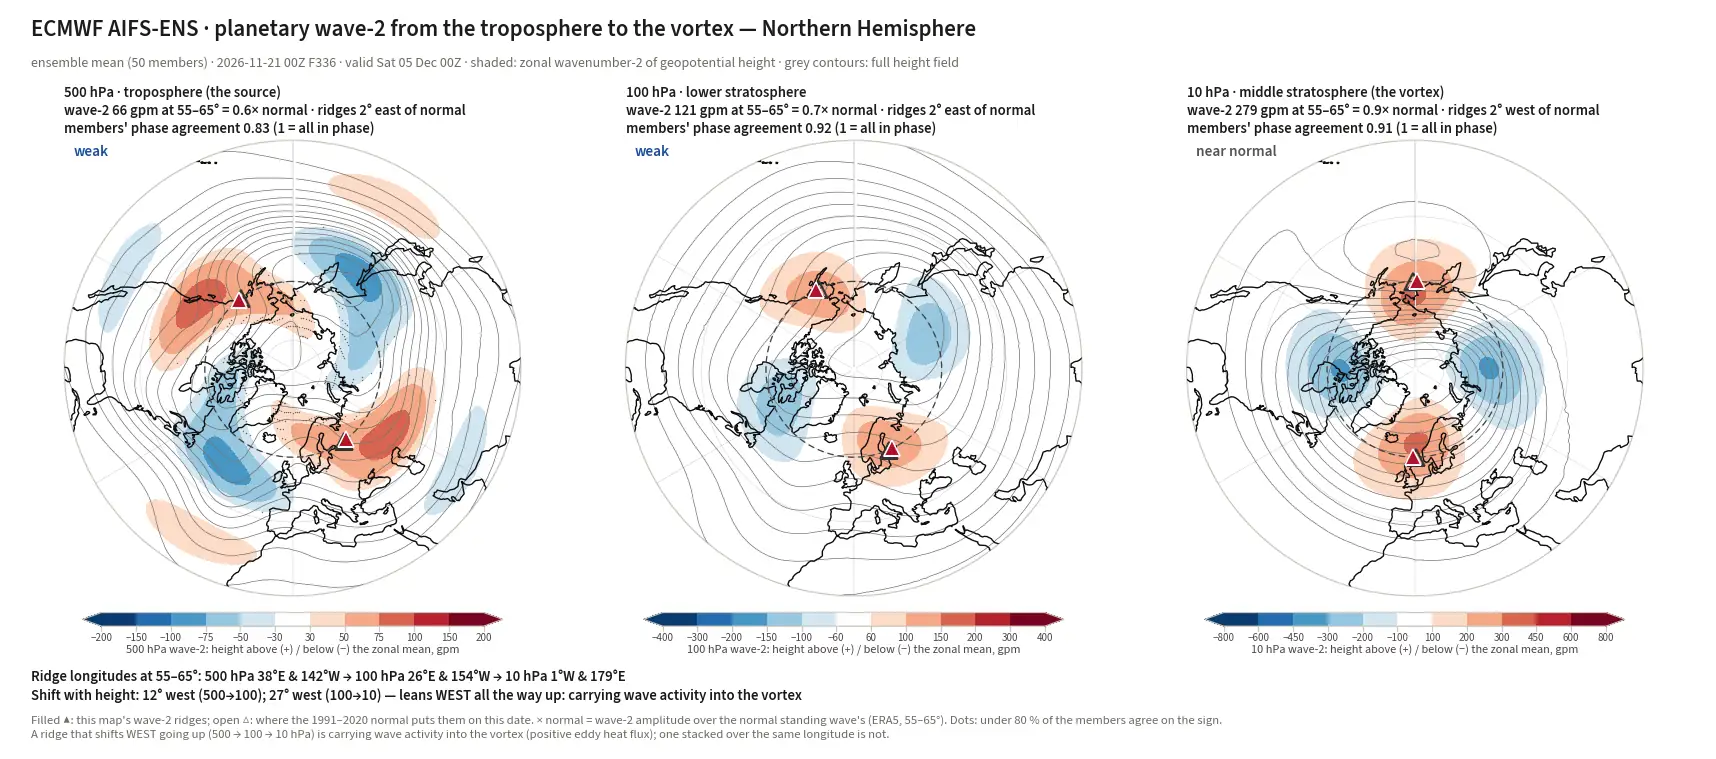 ECMWF AIFS-ENS · planetary wave-2 from the troposphere to the vortex — Northern Hemisphere
ensemble mean (50 members) · 2026-11-21 00Z F336 · valid Sat 05 Dec 00Z · shaded: zonal wavenumber-2 of geopotential height · grey contours: full height field
500 hPa · troposphere (the source)
wave-2 66 gpm at 55–65° = 0.6× normal · ridges 2° east of normal
members' phase agreement 0.83 (1 = all in phase)
weak
100 hPa · lower stratosphere
wave-2 121 gpm at 55–65° = 0.7× normal · ridges 2° east of normal
members' phase agreement 0.92 (1 = all in phase)
weak
10 hPa · middle stratosphere (the vortex)
wave-2 279 gpm at 55–65° = 0.9× normal · ridges 2° west of normal
members' phase agreement 0.91 (1 = all in phase)
near normal
−200 −150 −100 −75 −50 −30 30 50 75 100 150 200
500 hPa wave-2: height above (+) / below (−) the zonal mean, gpm
−400 −300 −200 −150 −100 −60 60 100 150 200 300 400
100 hPa wave-2: height above (+) / below (−) the zonal mean, gpm
−800 −600 −450 −300 −200 −100 100 200 300 450 600 800
10 hPa wave-2: height above (+) / below (−) the zonal mean, gpm
Ridge longitudes at 55–65°: 500 hPa 38°E & 142°W → 100 hPa 26°E & 154°W → 10 hPa 1°W & 179°E
Shift with height: 12° west (500→100); 27° west (100→10) — leans WEST all the way up: carrying wave activity into the vortex
Filled ▲: this map's wave-2 ridges; open △: where the 1991–2020 normal puts them on this date. × normal = wave-2 amplitude over the normal standing wave's (ERA5, 55–65°). Dots: under 80 % of the members agree on the sign.
A ridge that shifts WEST going up (500 → 100 → 10 hPa) is carrying wave activity into the vortex (positive eddy heat flux); one stacked over the same longitude is not.